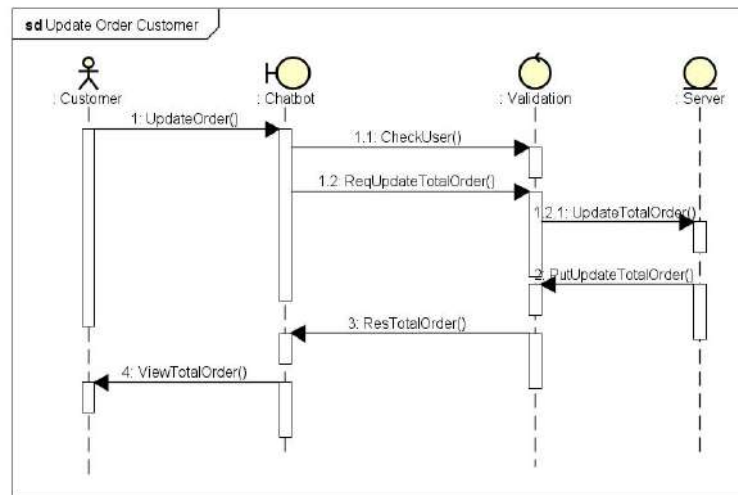 sd Update Order Customer
: Customer
: Chatbot
: Validation
: Server
1: UpdateOrder()
1.1: CheckUser()
1.2: ReqUpdateTotalOrder()
1.2.1: UpdateTotalOrder()
2: PutUpdateTotalOrder()
3: ResTotalOrder()
4: ViewTotalOrder()